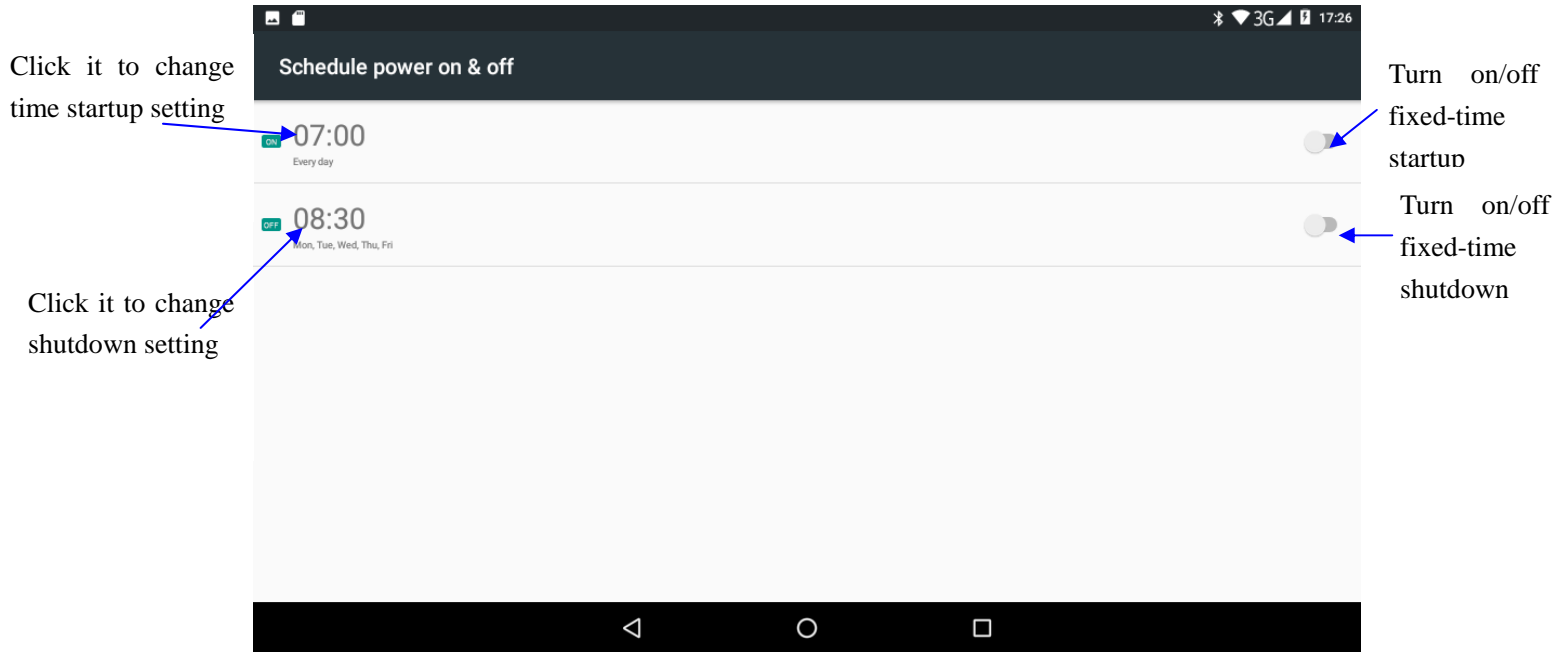 3G 17:26
Schedule power on & off
Click it to change
time startup setting
ON 07:00
Every day
Turn on/off
fixed-time
startup
OFF 08:30
Mon, Tue, Wed, Thu, Fri
Turn on/off
fixed-time
shutdown
Click it to change
shutdown setting